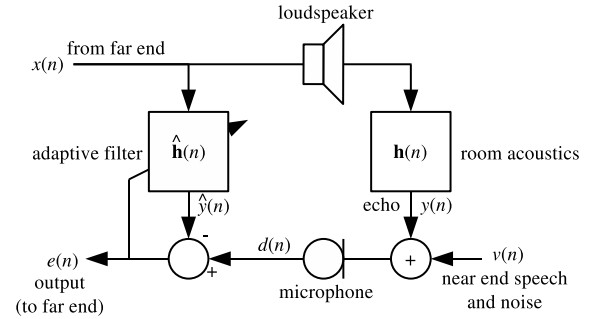 loudspeaker
from far end
x(n)
adaptive filter
ĥ(n)
h(n)
room acoustics
ŷ(n)
echo y(n)
-
e(n)
d(n)
+
+
v(n)
output
(to far end)
microphone
near end speech
and noise